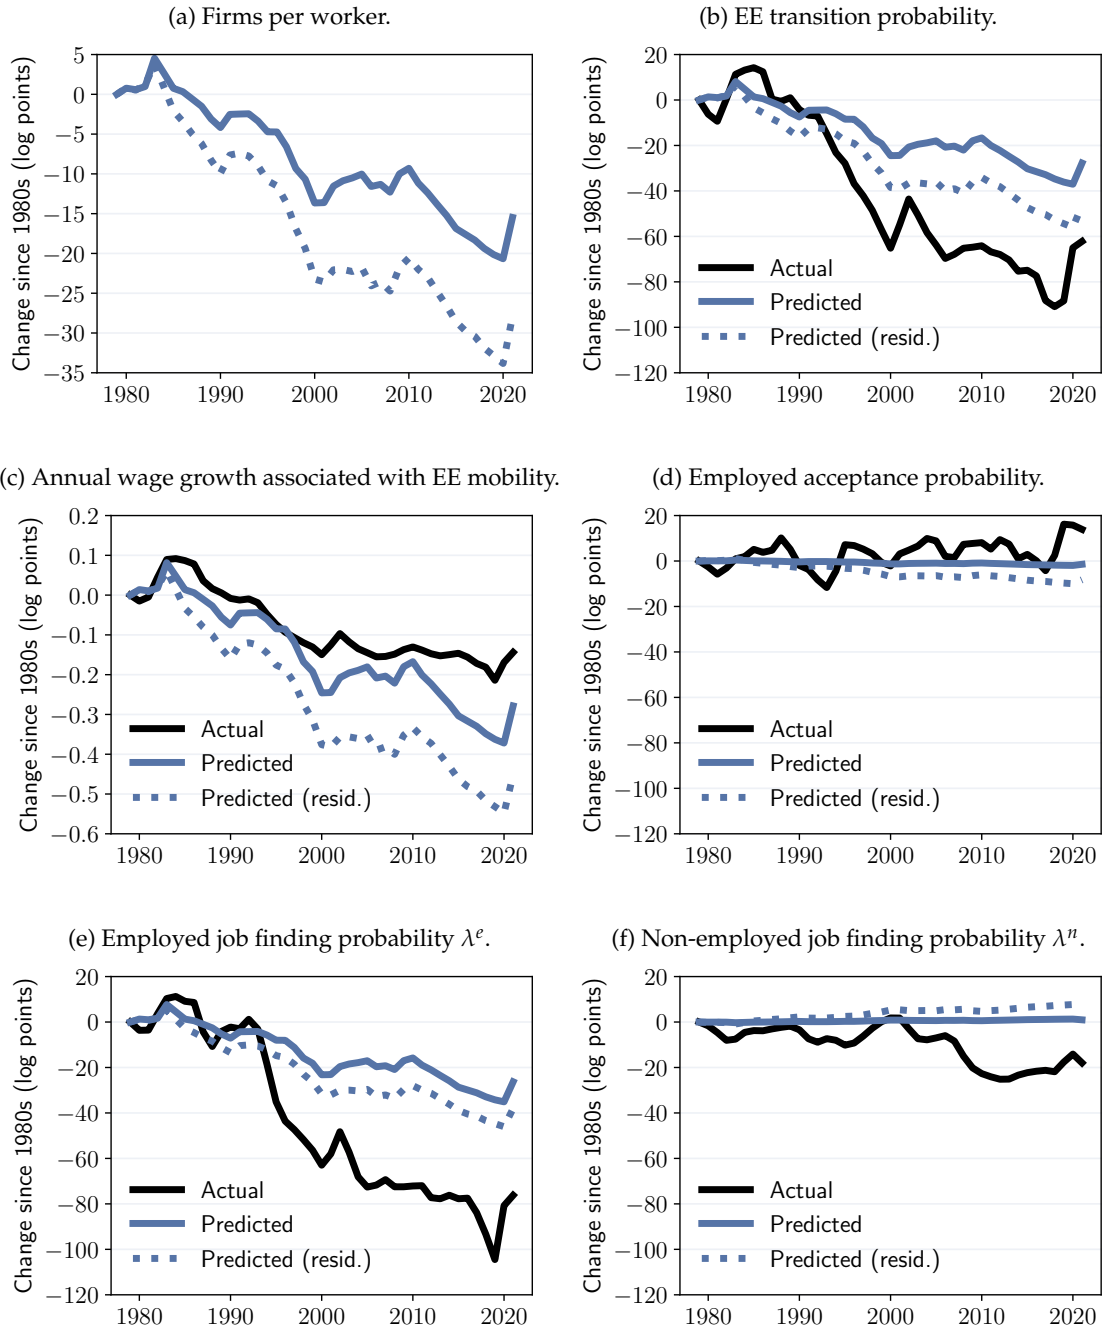 (a) Firms per worker.
Change since 1980s (log points)
5
0
−5
−10
−15
−20
−25
−30
−35
1980 1990 2000 2010 2020
(b) EE transition probability.
Change since 1980s (log points)
20
0
−20
−40
−60
−80
−100
−120
Actual
Predicted
Predicted (resid.)
1980 1990 2000 2010 2020
(c) Annual wage growth associated with EE mobility.
Change since 1980s (log points)
0.2
0.1
0.0
−0.1
−0.2
−0.3
−0.4
−0.5
−0.6
Actual
Predicted
Predicted (resid.)
1980 1990 2000 2010 2020
(d) Employed acceptance probability.
Change since 1980s (log points)
20
0
−20
−40
−60
−80
−100
−120
Actual
Predicted
Predicted (resid.)
1980 1990 2000 2010 2020
(e) Employed job finding probability λᵉ.
Change since 1980s (log points)
20
0
−20
−40
−60
−80
−100
−120
Actual
Predicted
Predicted (resid.)
1980 1990 2000 2010 2020
(f) Non-employed job finding probability λⁿ.
Change since 1980s (log points)
20
0
−20
−40
−60
−80
−100
−120
Actual
Predicted
Predicted (resid.)
1980 1990 2000 2010 2020